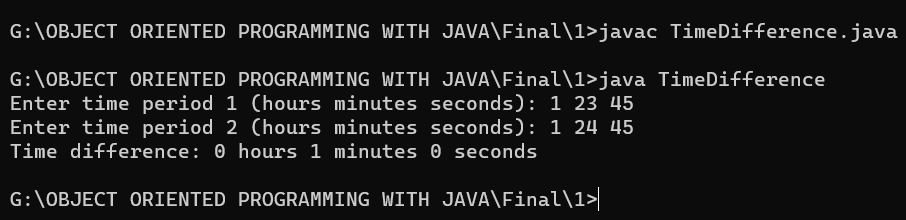 G:\OBJECT ORIENTED PROGRAMMING WITH JAVA\Final\1>javac TimeDifference.java
G:\OBJECT ORIENTED PROGRAMMING WITH JAVA\Final\1>java TimeDifference
Enter time period 1 (hours minutes seconds): 1 23 45
Enter time period 2 (hours minutes seconds): 1 24 45
Time difference: 0 hours 1 minutes 0 seconds
G:\OBJECT ORIENTED PROGRAMMING WITH JAVA\Final\1>